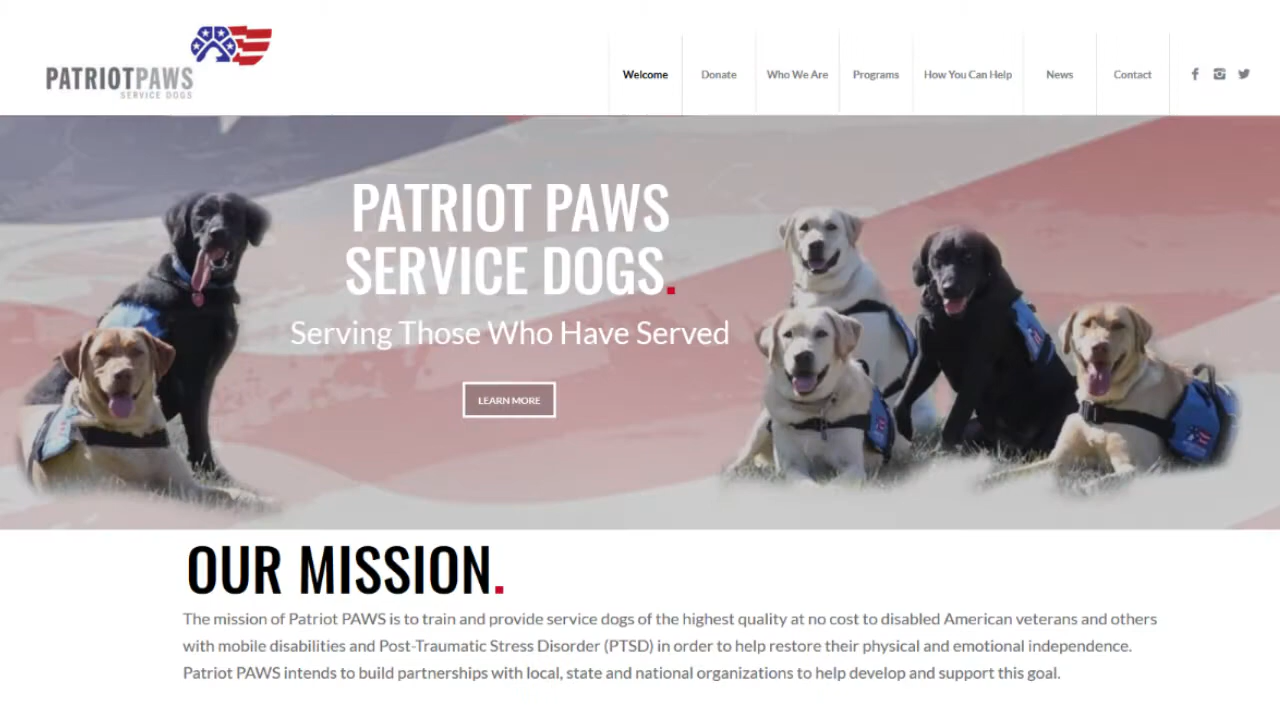 PATRIOTPAWS
SERVICE DOGS
Welcome
Donate
Who We Are
Programs
How You Can Help
News
Contact
PATRIOT PAWS
SERVICE DOGS.
Serving Those Who Have Served
LEARN MORE
OUR MISSION.
The mission of Patriot PAWS is to train and provide service dogs of the highest quality at no cost to disabled American veterans and others
with mobile disabilities and Post-Traumatic Stress Disorder (PTSD) in order to help restore their physical and emotional independence.
Patriot PAWS intends to build partnerships with local, state and national organizations to help develop and support this goal.